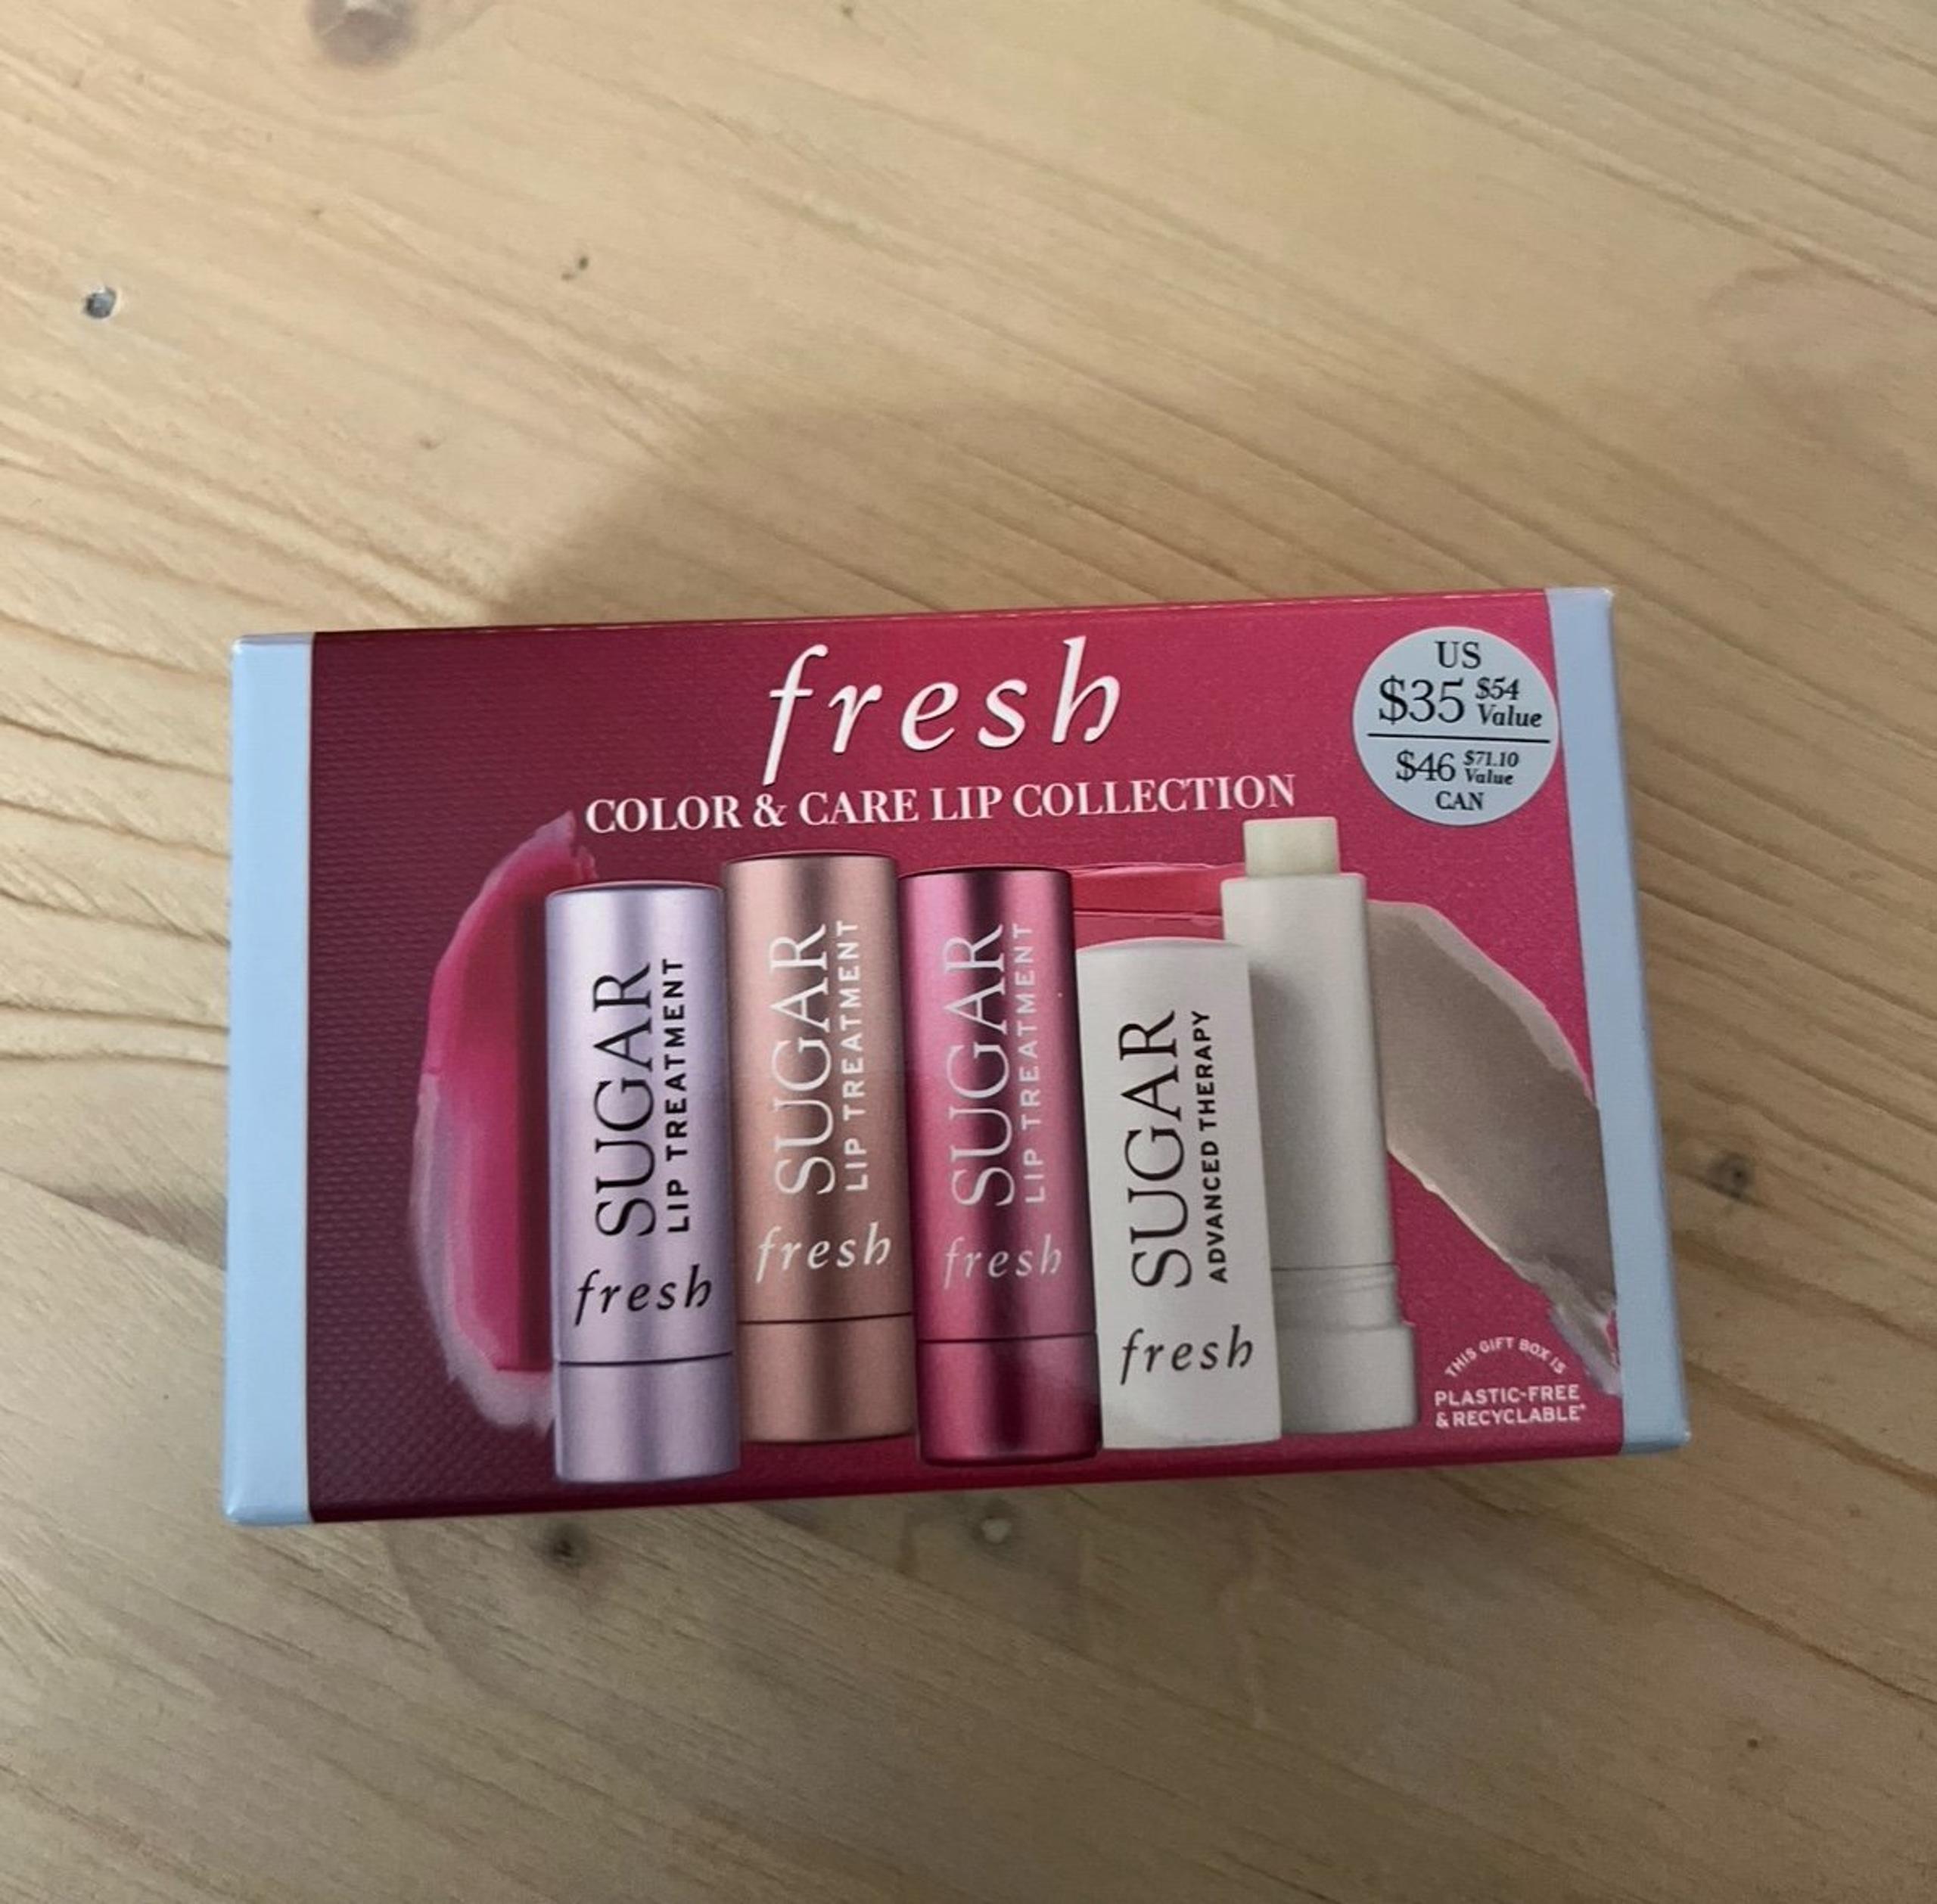 fresh
COLOR & CARE LIP COLLECTION
US
$35 $54 Value
$46 $71.10 Value
CAN
SUGAR
LIP TREATMENT
fresh
SUGAR
LIP TREATMENT
fresh
SUGAR
LIP TREATMENT
fresh
SUGAR
ADVANCED THERAPY
fresh
THIS GIFT BOX IS
PLASTIC-FREE
& RECYCLABLE*